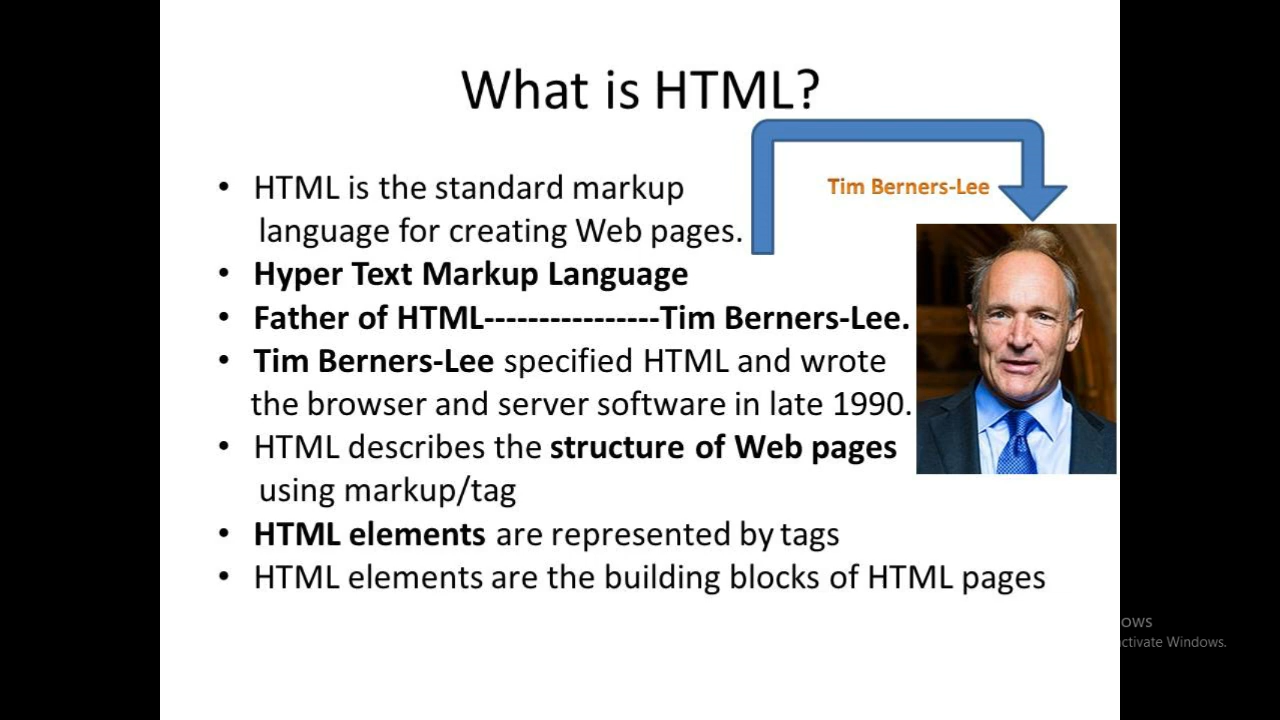 What is HTML?
Tim Berners-Lee
• HTML is the standard markup
language for creating Web pages.
• Hyper Text Markup Language
• Father of HTML----------------Tim Berners-Lee.
• Tim Berners-Lee specified HTML and wrote
the browser and server software in late 1990.
• HTML describes the structure of Web pages
using markup/tag
• HTML elements are represented by tags
• HTML elements are the building blocks of HTML pages
ows
activate Windows.